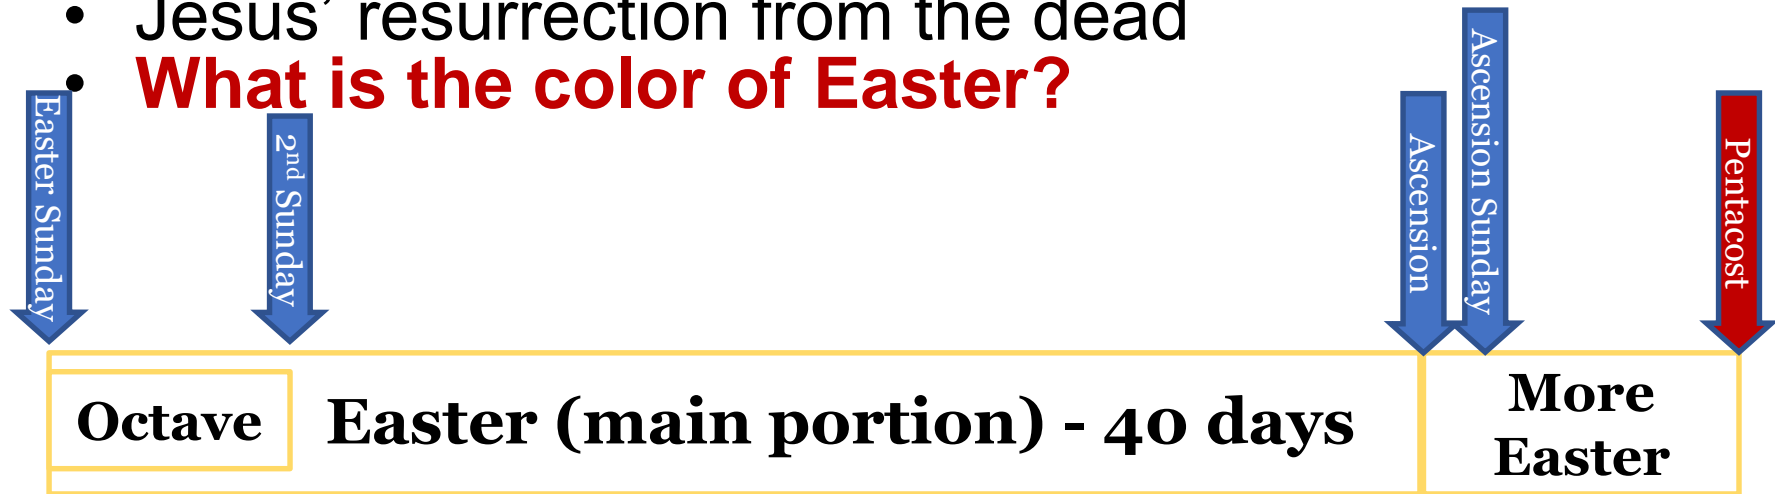 • Jesus’ resurrection from the dead
• What is the color of Easter?
Easter Sunday
2nd Sunday
Ascension
Ascension Sunday
Pentacost
Octave
Easter (main portion) - 40 days
More
Easter